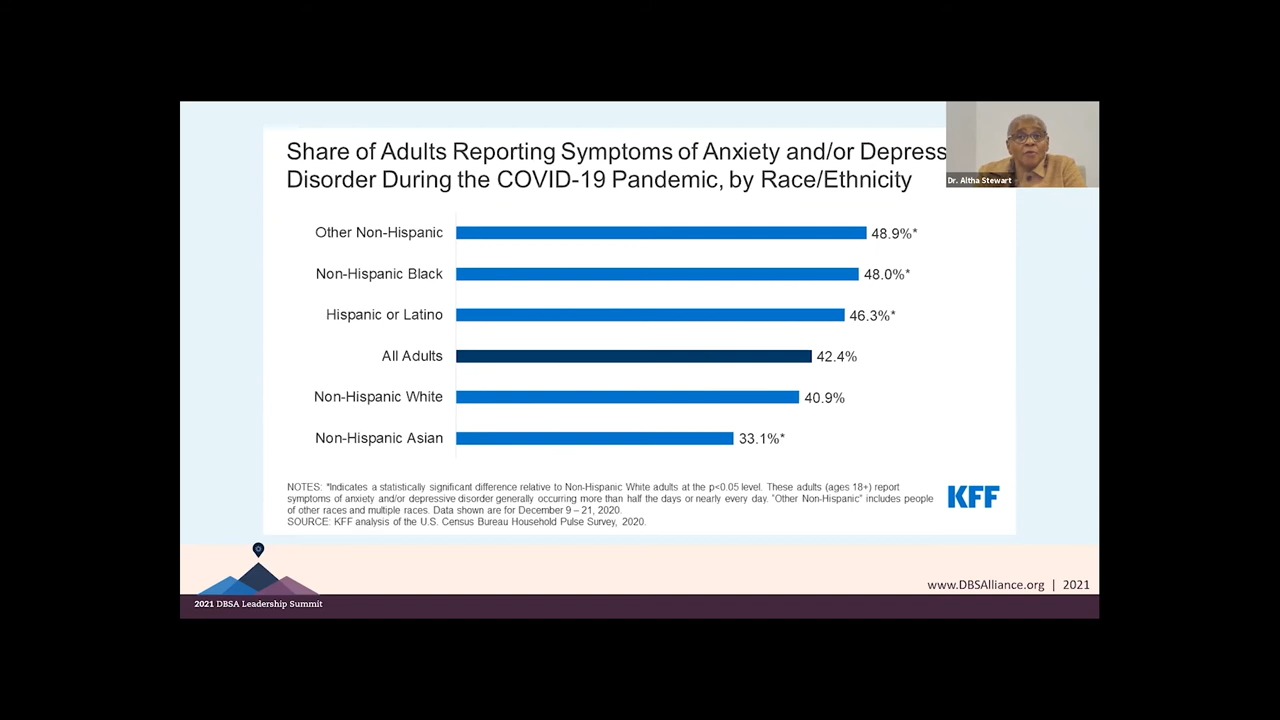 Share of Adults Reporting Symptoms of Anxiety and/or Depress
Disorder During the COVID-19 Pandemic, by Race/Ethnicity
Dr. Altha Stewart
Other Non-Hispanic 48.9%*
Non-Hispanic Black 48.0%*
Hispanic or Latino 46.3%*
All Adults 42.4%
Non-Hispanic White 40.9%
Non-Hispanic Asian 33.1%*
NOTES: *Indicates a statistically significant difference relative to Non-Hispanic White adults at the p<0.05 level. These adults (ages 18+) report
symptoms of anxiety and/or depressive disorder generally occurring more than half the days or nearly every day. "Other Non-Hispanic" includes people
of other races and multiple races. Data shown are for December 9 – 21, 2020.
SOURCE: KFF analysis of the U.S. Census Bureau Household Pulse Survey, 2020.
KFF
www.DBSAlliance.org | 2021
2021 DBSA Leadership Summit